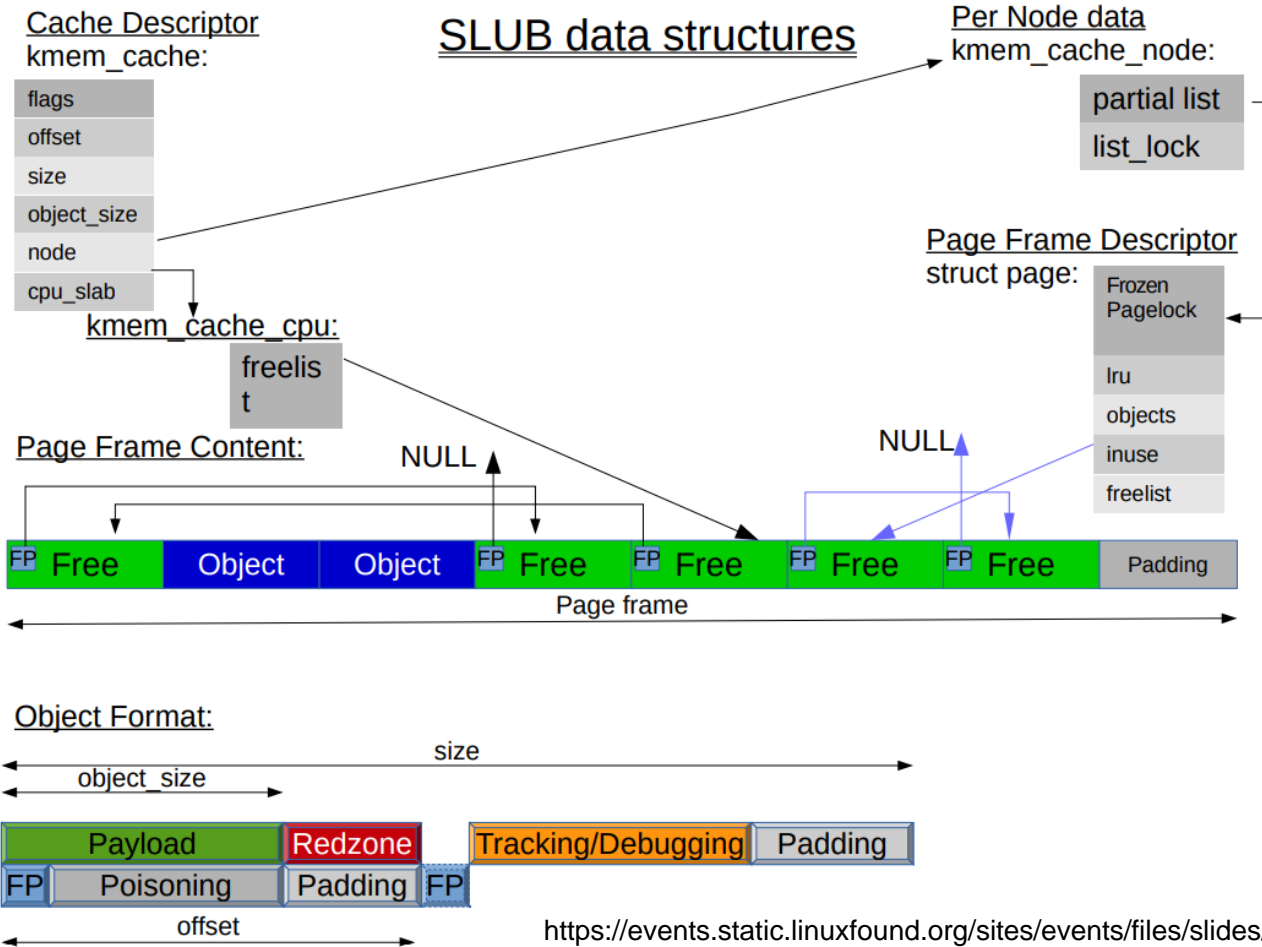 SLUB data structures
Cache Descriptor
kmem_cache:
flags
offset
size
object_size
node
cpu_slab
Per Node data
kmem_cache_node:
partial list
list_lock
Page Frame Descriptor
struct page:
Frozen
Pagelock
lru
objects
inuse
freelist
kmem_cache_cpu:
freelis
t
Page Frame Content:
NULL
NULL
FP Free
Object
Object
FP Free
FP Free
FP Free
FP Free
Padding
Page frame
Object Format:
size
object_size
Payload
Redzone
Tracking/Debugging
Padding
FP
Poisoning
Padding
FP
offset
https://events.static.linuxfound.org/sites/events/files/slides/